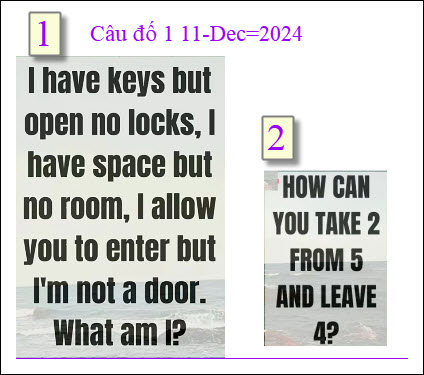 1
Câu đố 1 11-Dec=2024
I have keys but
open no locks, I
have space but
no room, I allow
you to enter but
I'm not a door.
What am I?
2
HOW CAN
YOU TAKE 2
FROM 5
AND LEAVE
4?